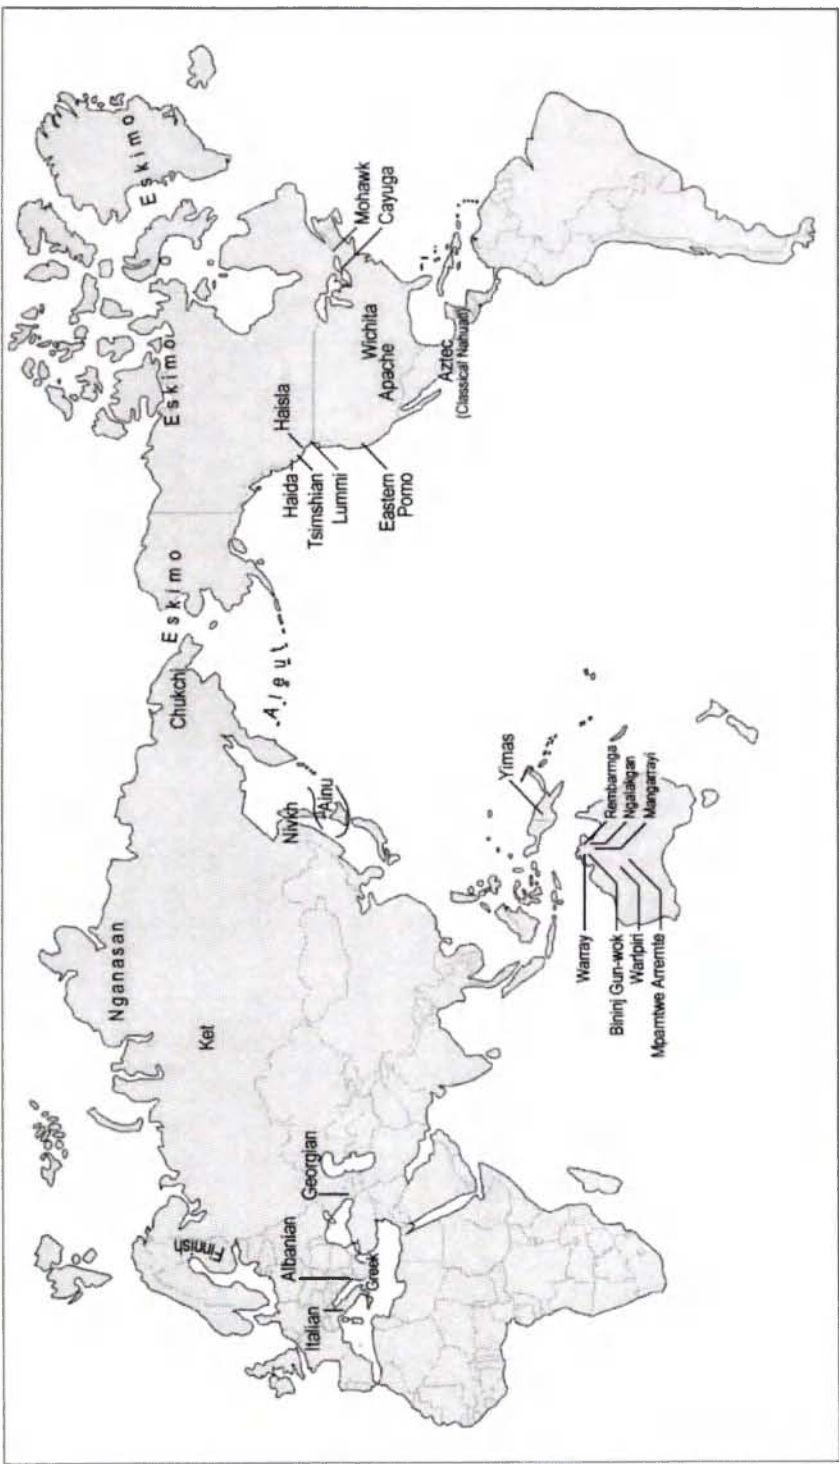 Eskimo
Eskimo
Eskimo
Chukchi
Aleut
Nganasan
Ket
Nivkh
Ainu
Finnish
Albanian
Georgian
Italian
Greek
Haida
Tsimshian
Lummi
Haisla
Eastern
Pomo
Wichita
Apache
Aztec
(Classical Nahuatl)
Mohawk
Cayuga
Yimas
Warray
Bininj Gun-wok
Warlpiri
Mparntwe Arrernte
Rembarrnga
Ngalakgan
Mangarrayi